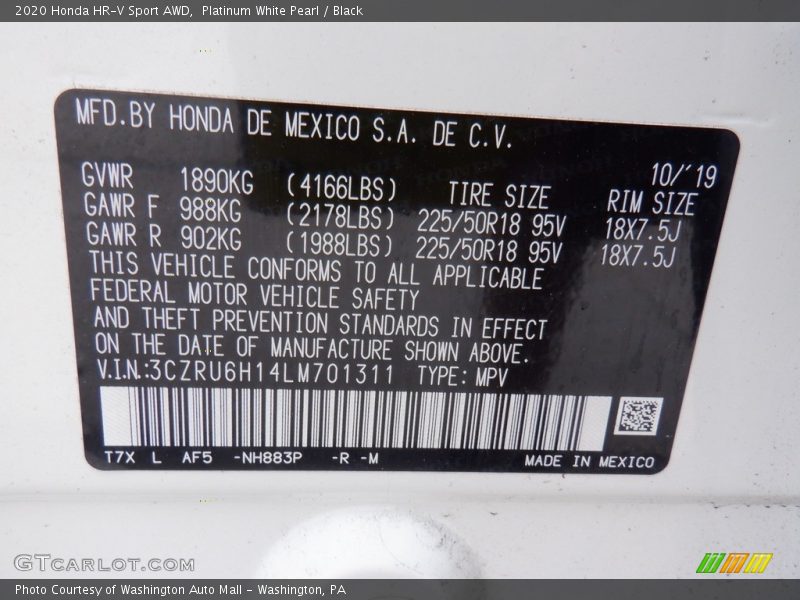 2020 Honda HR-V Sport AWD, Platinum White Pearl / Black
MFD.BY HONDA DE MEXICO S.A. DE C.V.
10/'19
GVWR 1890KG (4166LBS) TIRE SIZE RIM SIZE
GAWR F 988KG (2178LBS) 225/50R18 95V 18X7.5J
GAWR R 902KG (1988LBS) 225/50R18 95V 18X7.5J
THIS VEHICLE CONFORMS TO ALL APPLICABLE
FEDERAL MOTOR VEHICLE SAFETY
AND THEFT PREVENTION STANDARDS IN EFFECT
ON THE DATE OF MANUFACTURE SHOWN ABOVE.
V.I.N.:3CZRU6H14LM701311 TYPE: MPV
T7X L AF5 -NH883P -R -M MADE IN MEXICO
GTCARLOT.COM
Photo Courtesy of Washington Auto Mall - Washington, PA